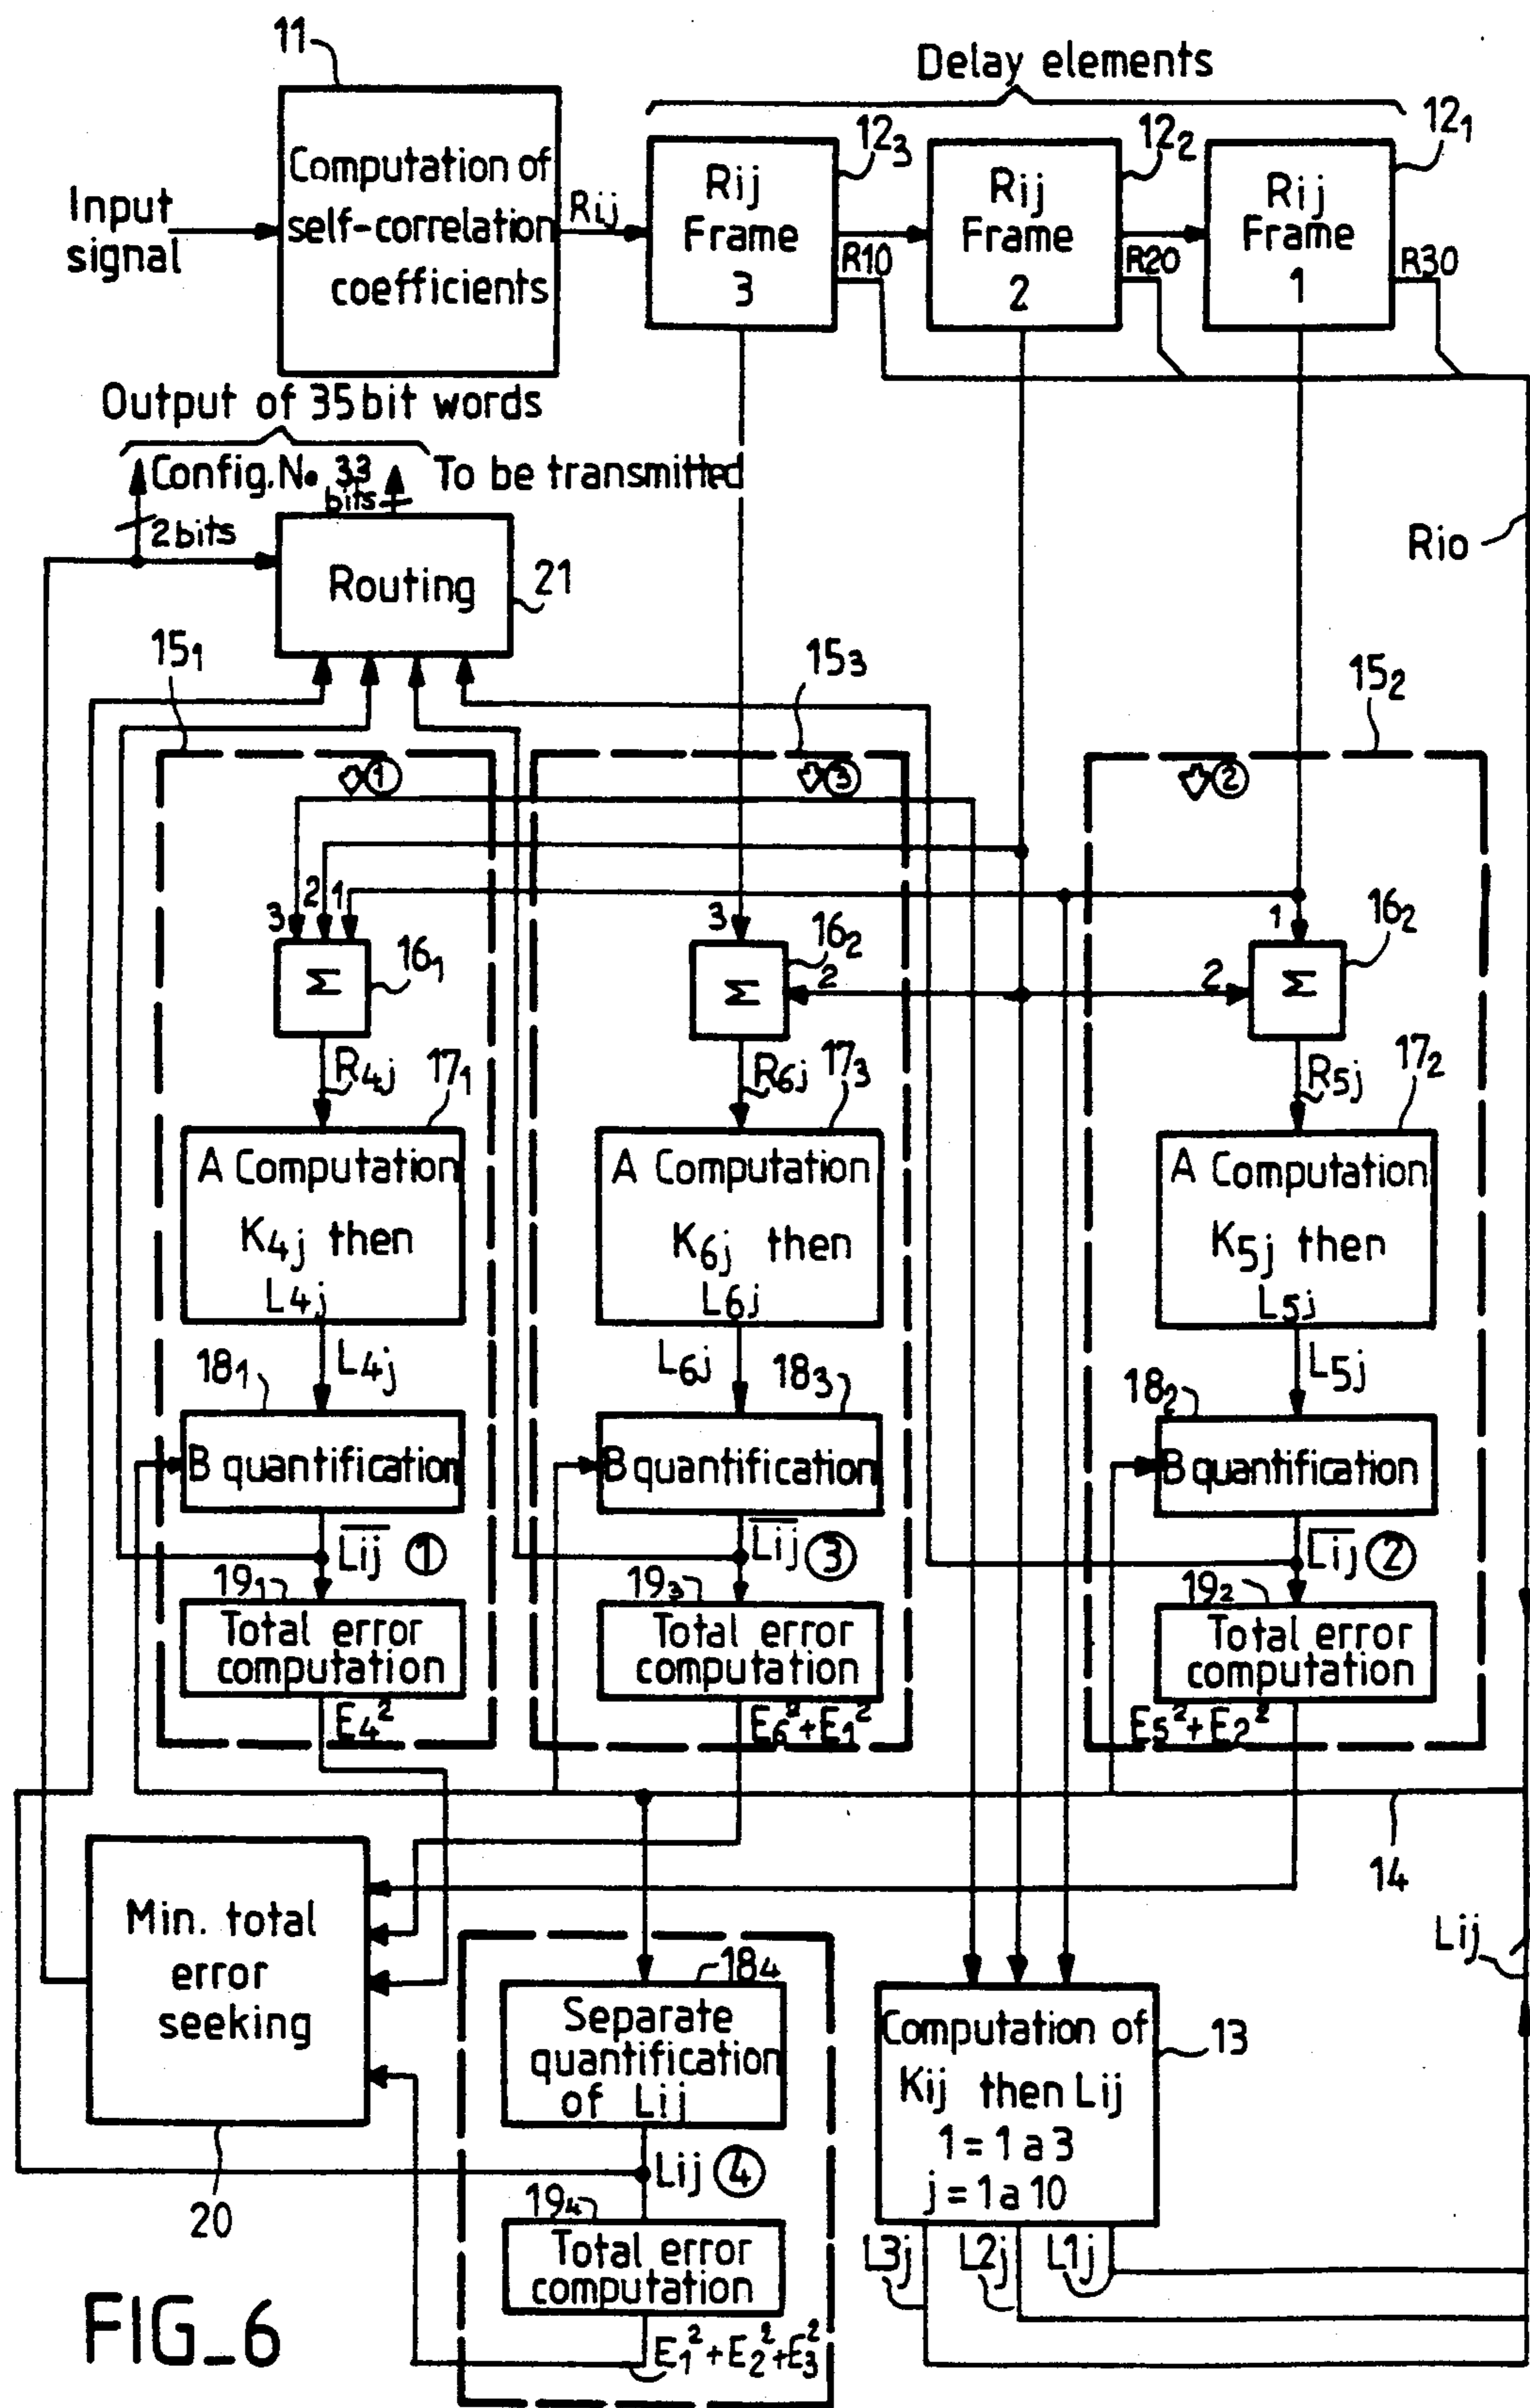 11
Delay elements
12₃
12₂
12₁
Input
signal
Computation of
self-correlation
coefficients
Rij
Rij
Frame
3
R10
Rij
Frame
2
R20
Rij
Frame
1
R30
Output of 35 bit words
Config. No. 33
bits
To be transmitted
2 bits
Rio
Routing
21
15₁
15₃
15₂
①
③
②
3
2
1
Σ
16₁
3
Σ
16₂
2
1
2
Σ
16₂
R4j
17₁
R6j
17₃
R5j
17₂
A Computation
K4j then
L4j
A Computation
K6j then
L6j
A Computation
K5j then
L5j
L4j
18₁
L6j
18₃
L5j
18₂
B quantification
B quantification
B quantification
L̅i̅j̅ ①
L̅i̅j̅ ③
L̅i̅j̅ ②
19₁
19₃
19₂
Total error
computation
Total error
computation
Total error
computation
E4²
E6²+E1²
E5²+E2²
14
Min. total
error
seeking
20
18₄
Separate
quantification
of Lij
Lij ④
19₄
Total error
computation
E1²+E2²+E3²
Computation of
Kij then Lij
1 = 1 a 3
j = 1 a 10
13
Lij
L3j
L2j
L1j
FIG_6